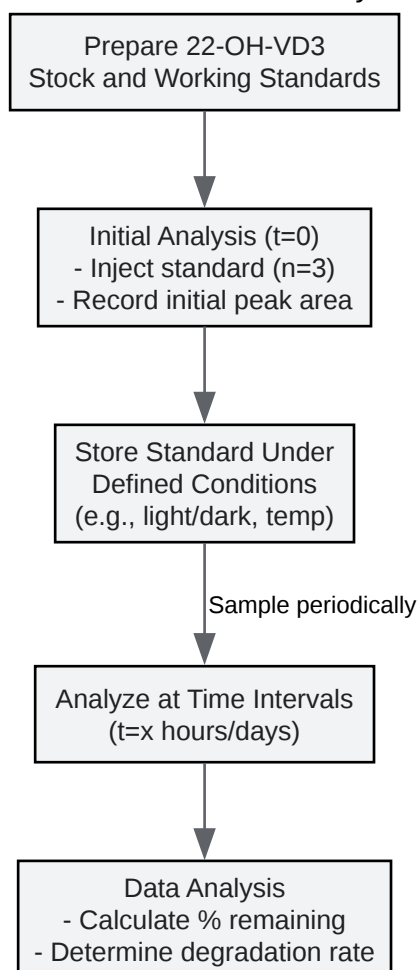 Prepare 22-OH-VD3
Stock and Working Standards
Initial Analysis (t=0)
- Inject standard (n=3)
- Record initial peak area
Store Standard Under
Defined Conditions
(e.g., light/dark, temp)
Sample periodically
Analyze at Time Intervals
(t=x hours/days)
Data Analysis
- Calculate % remaining
- Determine degradation rate